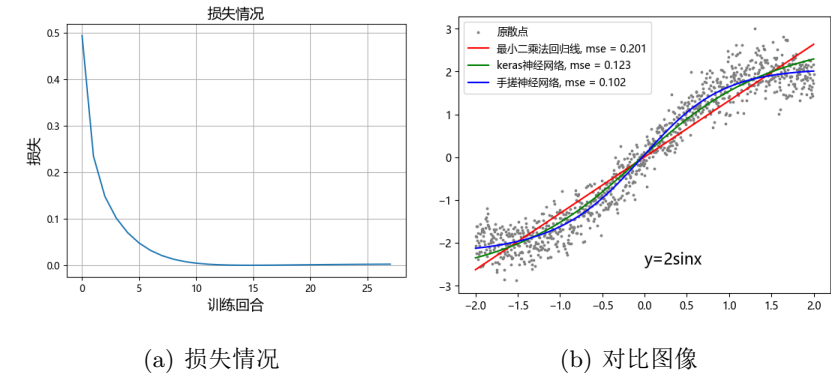 损失情况
损失
0.5
0.4
0.3
0.2
0.1
0.0
0 5 10 15 20 25
训练回合
(a) 损失情况
原散点
最小二乘法回归线, mse = 0.201
keras神经网络, mse = 0.123
手搓神经网络, mse = 0.102
3
2
1
0
−1
−2
−3
y=2sinx
−2.0 −1.5 −1.0 −0.5 0.0 0.5 1.0 1.5 2.0
(b) 对比图像